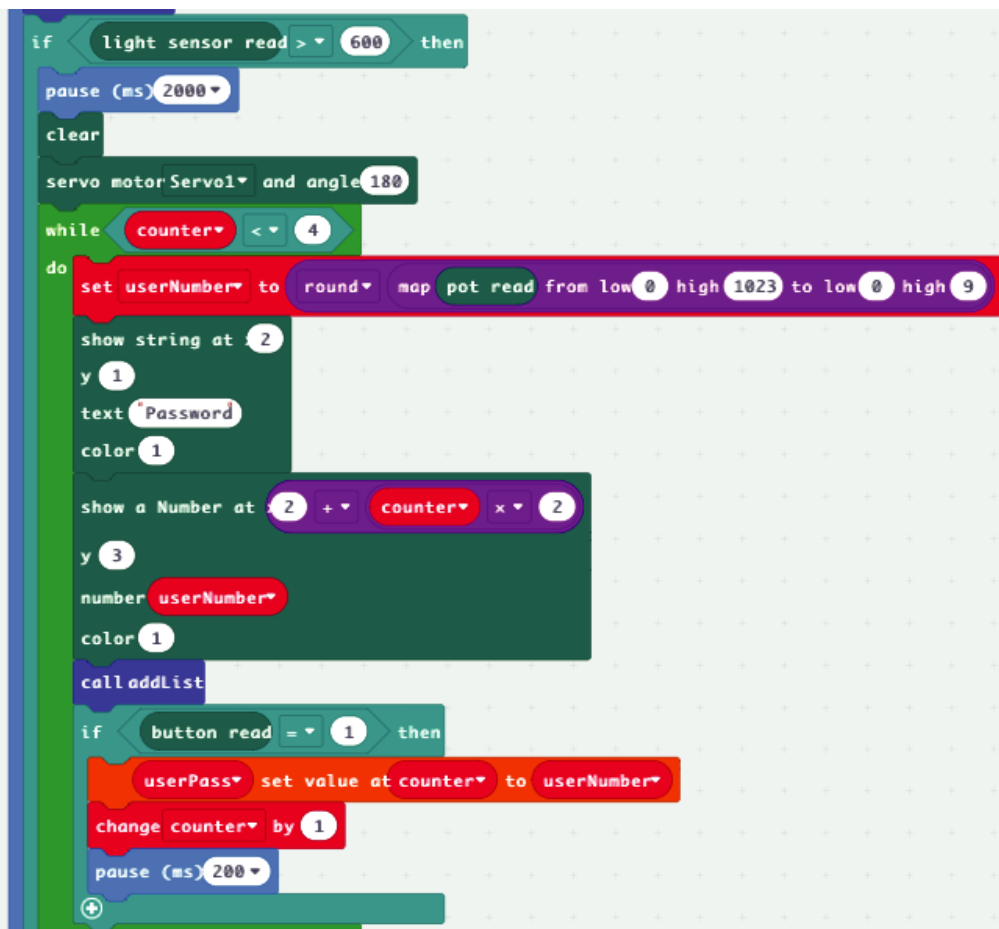 if light sensor read > 600 then
pause (ms) 2000
clear
servo motor Servo1 and angle 180
while counter < 4
do
set userNumber to round map pot read from low 0 high 1023 to low 0 high 9
show string at 2
y 1
text "Password
color 1
show a Number at 2 + counter x 2
y 3
number userNumber
color 1
call addList
if button read = 1 then
userPass set value at counter to userNumber
change counter by 1
pause (ms) 200